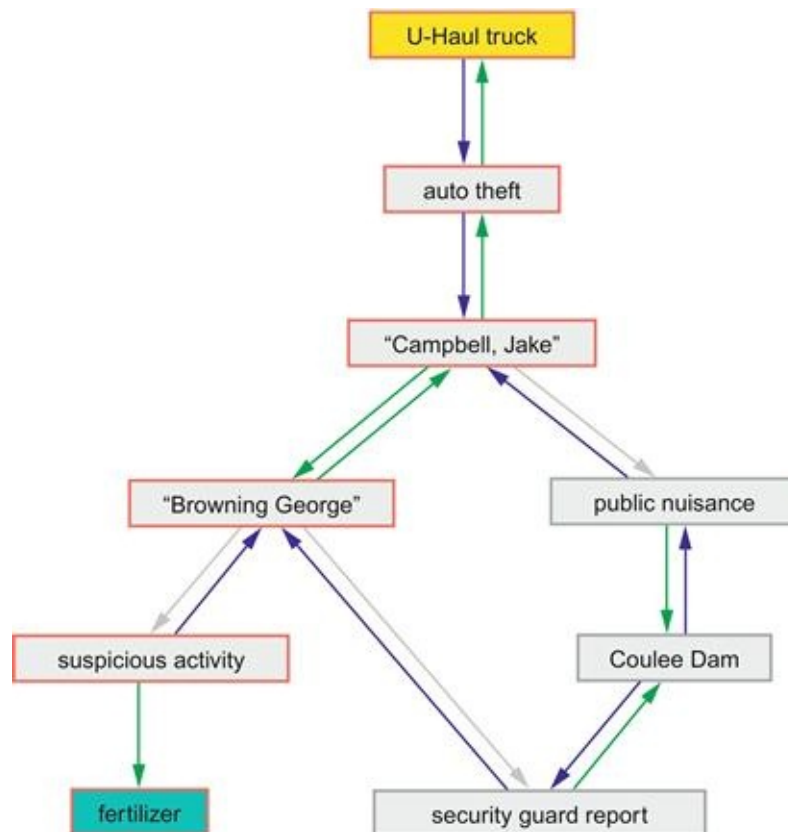 U-Haul truck
auto theft
“Campbell, Jake”
“Browning George”
public nuisance
suspicious activity
Coulee Dam
fertilizer
security guard report